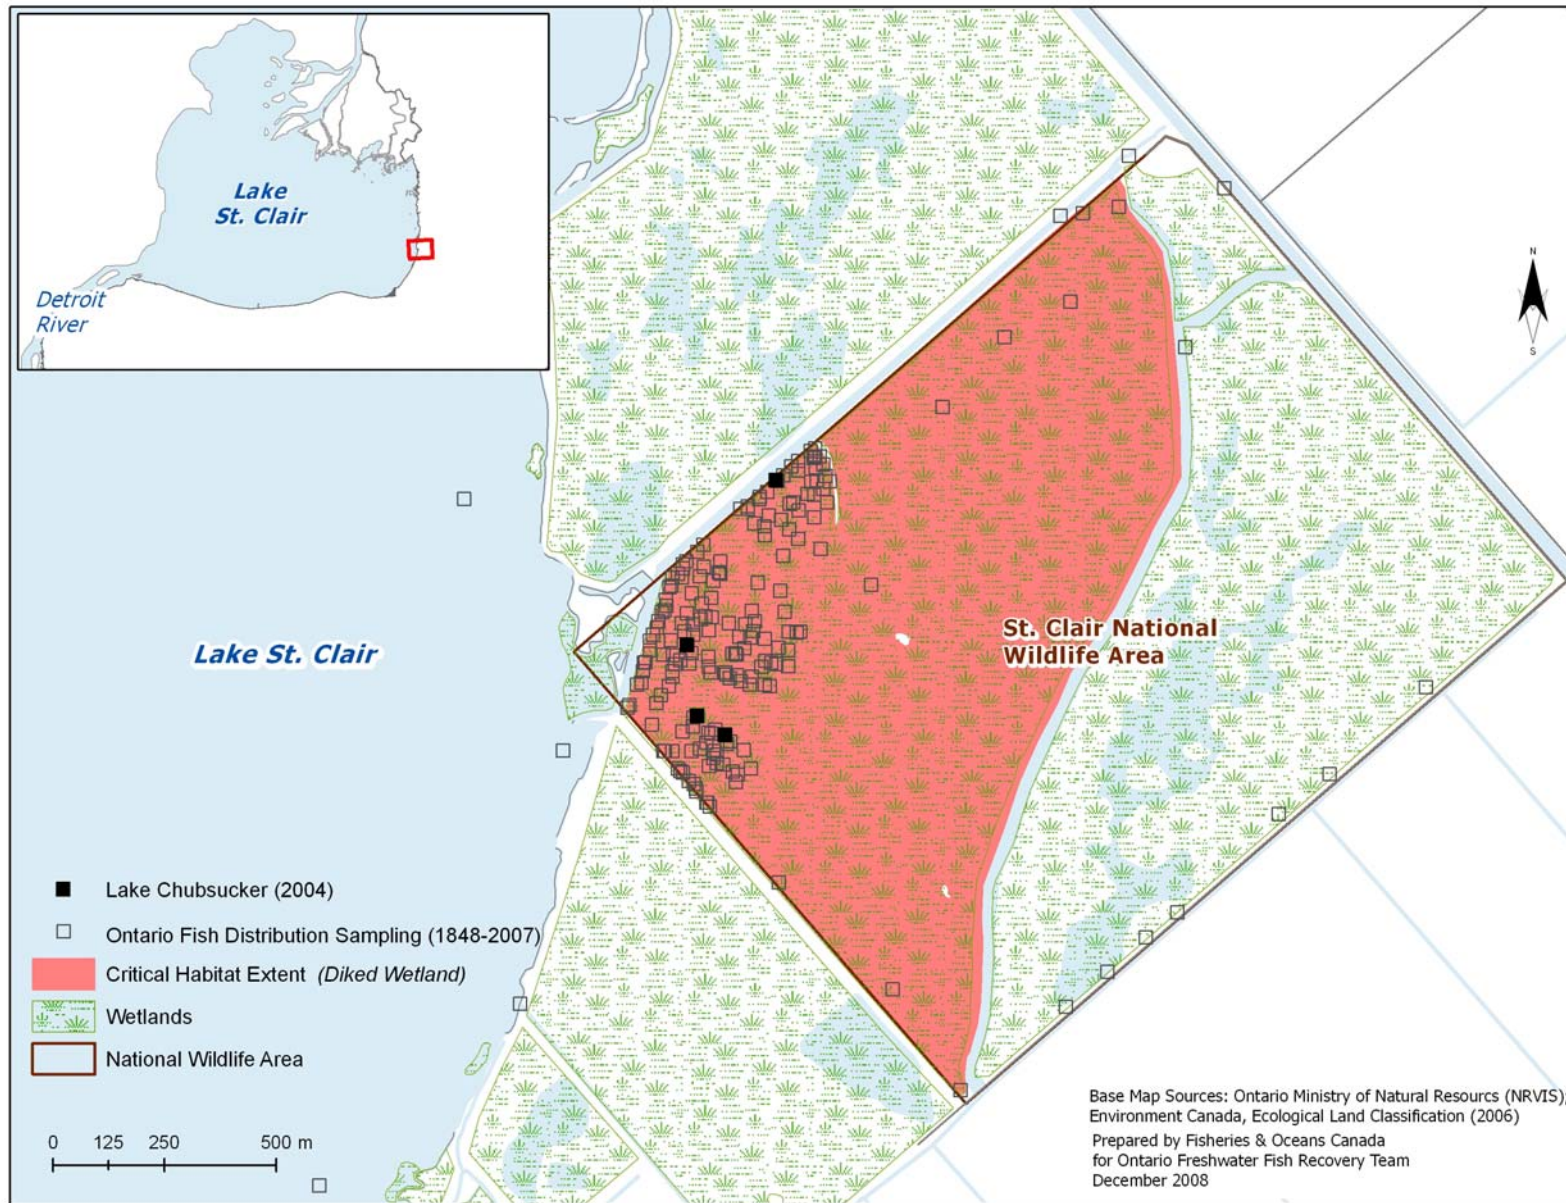 Lake
St. Clair
Detroit
River
N
S
Lake St. Clair
St. Clair National
Wildlife Area
Lake Chubsucker (2004)
Ontario Fish Distribution Sampling (1848-2007)
Critical Habitat Extent (Diked Wetland)
Wetlands
National Wildlife Area
0 125 250 500 m
Base Map Sources: Ontario Ministry of Natural Resourcs (NRVIS);
Environment Canada, Ecological Land Classification (2006)
Prepared by Fisheries & Oceans Canada
for Ontario Freshwater Fish Recovery Team
December 2008